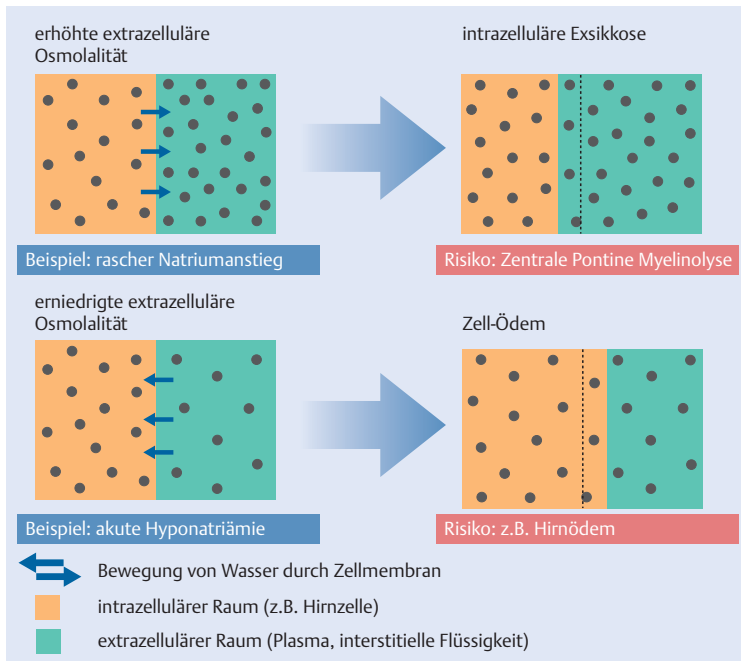 erhöhte extrazelluläre
Osmolalität
intrazelluläre Exsikkose
Beispiel: rascher Natriumanstieg
Risiko: Zentrale Pontine Myelinolyse
erniedrigte extrazelluläre
Osmolalität
Zell-Ödem
Beispiel: akute Hyponatriämie
Risiko: z.B. Hirnödem
Bewegung von Wasser durch Zellmembran
intrazellulärer Raum (z.B. Hirnzelle)
extrazellulärer Raum (Plasma, interstitielle Flüssigkeit)